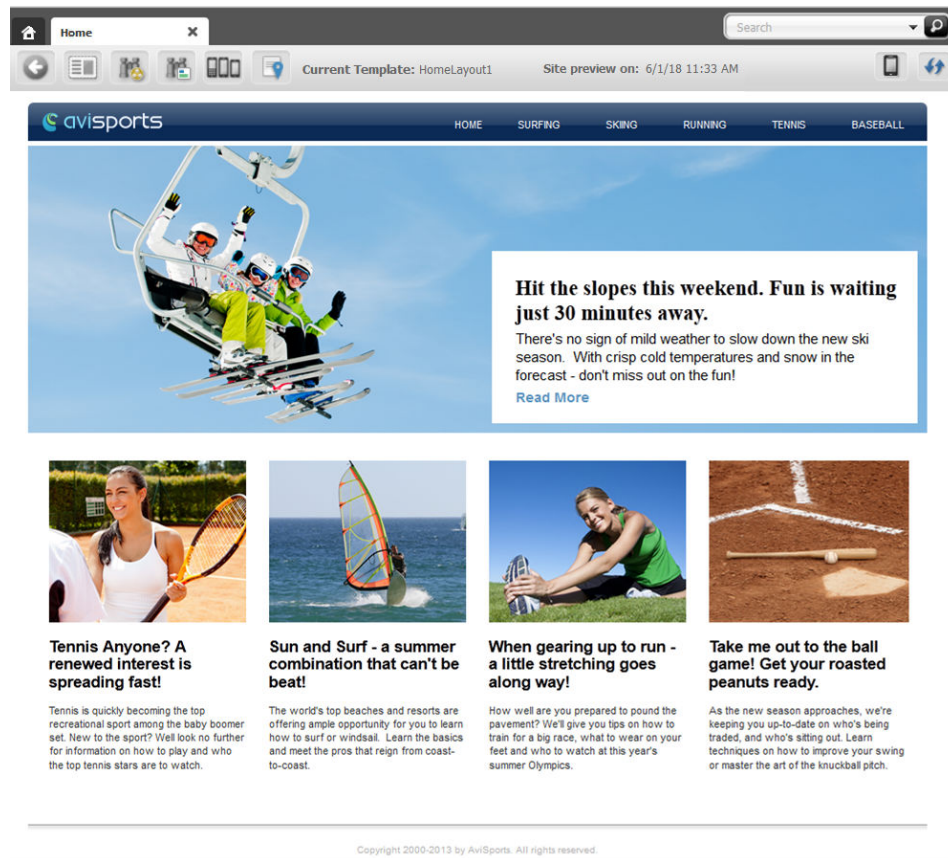 Home
Search
Current Template: HomeLayout1 Site preview on: 6/1/18 11:33 AM
avisports HOME SURFING SKIING RUNNING TENNIS BASEBALL
Hit the slopes this weekend. Fun is waiting
just 30 minutes away.
There's no sign of mild weather to slow down the new ski
season. With crisp cold temperatures and snow in the
forecast - don't miss out on the fun!
Read More
Tennis Anyone? A
renewed interest is
spreading fast!
Tennis is quickly becoming the top
recreational sport among the baby boomer
set. New to the sport? Well look no further
for information on how to play and who
the top tennis stars are to watch.
Sun and Surf - a summer
combination that can't be
beat!
The world's top beaches and resorts are
offering ample opportunity for you to learn
how to surf or windsail. Learn the basics
and meet the pros that reign from coast-
to-coast.
When gearing up to run -
a little stretching goes
along way!
How well are you prepared to pound the
pavement? We'll give you tips on how to
train for a big race, what to wear on your
feet and who to watch at this year's
summer Olympics.
Take me out to the ball
game! Get your roasted
peanuts ready.
As the new season approaches, we're
keeping you up-to-date on who's being
traded, and who's sitting out. Learn
techniques on how to improve your swing
or master the art of the knuckball pitch.
Copyright 2000-2013 by AviSports. All rights reserved.